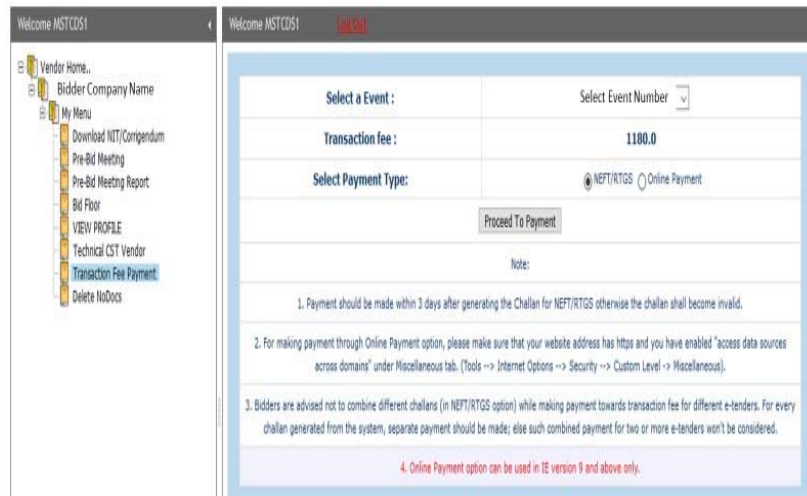 Welcome MSTCDS1
Vendor Home..
Bidder Company Name
My Menu
Download NIT/Corrigendum
Pre-Bid Meeting
Pre-Bid Meeting Report
Bid Floor
VIEW PROFILE
Technical CST Vendor
Transaction Fee Payment
Delete NoDocs
Welcome MSTCDS1 Log Out
Select a Event : Select Event Number
Transaction fee : 1180.0
Select Payment Type: NEFT/RTGS Online Payment
Proceed To Payment
Note:
1. Payment should be made within 3 days after generating the Challan for NEFT/RTGS otherwise the challan shall become invalid.
2. For making payment through Online Payment option, please make sure that your website address has https and you have enabled "access data sources
across domains" under Miscellaneous tab. (Tools --> Internet Options --> Security --> Custom Level -> Miscellaneous).
3. Bidders are advised not to combine different challans (in NEFT/RTGS option) while making payment towards transaction fee for different e-tenders. For every
challan generated from the system, separate payment should be made; else such combined payment for two or more e-tenders won't be considered.
4. Online Payment option can be used in IE version 9 and above only.